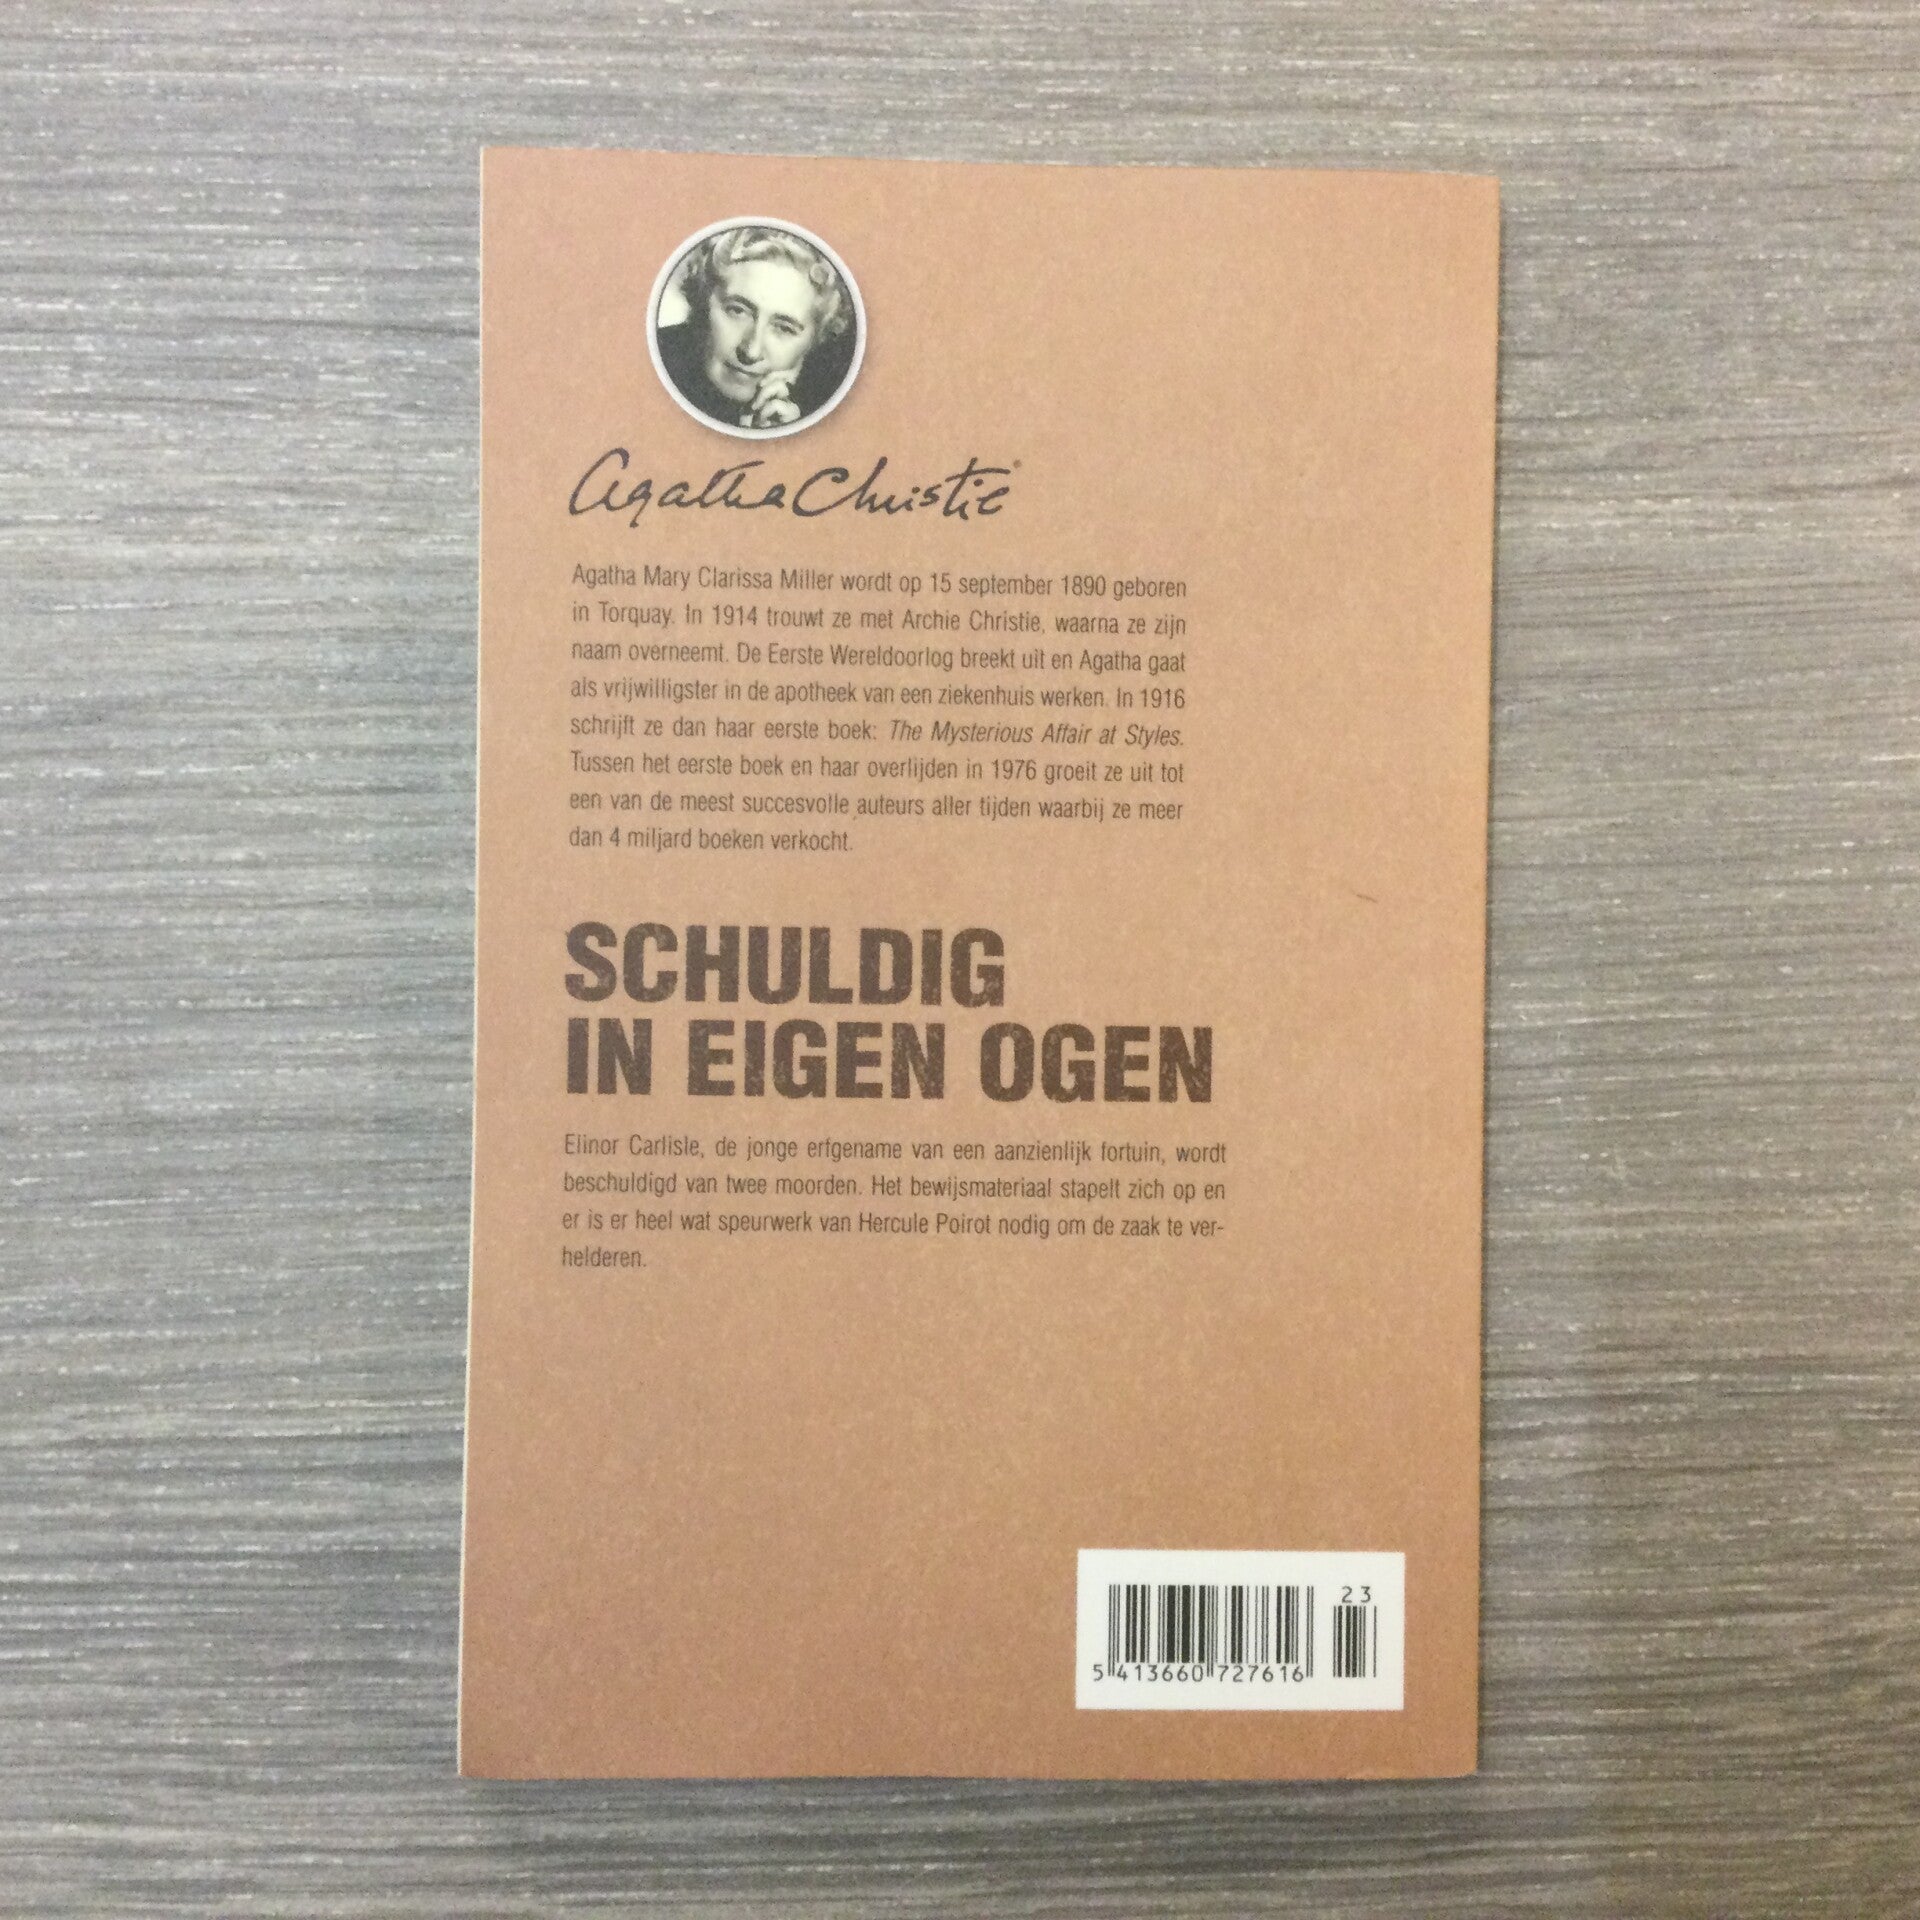 Agatha Christie
Agatha Mary Clarissa Miller wordt op 15 september 1890 geboren
in Torquay. In 1914 trouwt ze met Archie Christie, waarna ze zijn
naam overneemt. De Eerste Wereldoorlog breekt uit en Agatha gaat
als vrijwilligster in de apotheek van een ziekenhuis werken. In 1916
schrijft ze dan haar eerste boek: The Mysterious Affair at Styles.
Tussen het eerste boek en haar overlijden in 1976 groeit ze uit tot
een van de meest succesvolle auteurs aller tijden waarbij ze meer
dan 4 miljard boeken verkocht.
SCHULDIG
IN EIGEN OGEN
Elinor Carlisle, de jonge erfgename van een aanzienlijk fortuin, wordt
beschuldigd van twee moorden. Het bewijsmateriaal stapelt zich op en
er is er heel wat speurwerk van Hercule Poirot nodig om de zaak te ver-
helderen.
23
5 413660 727616